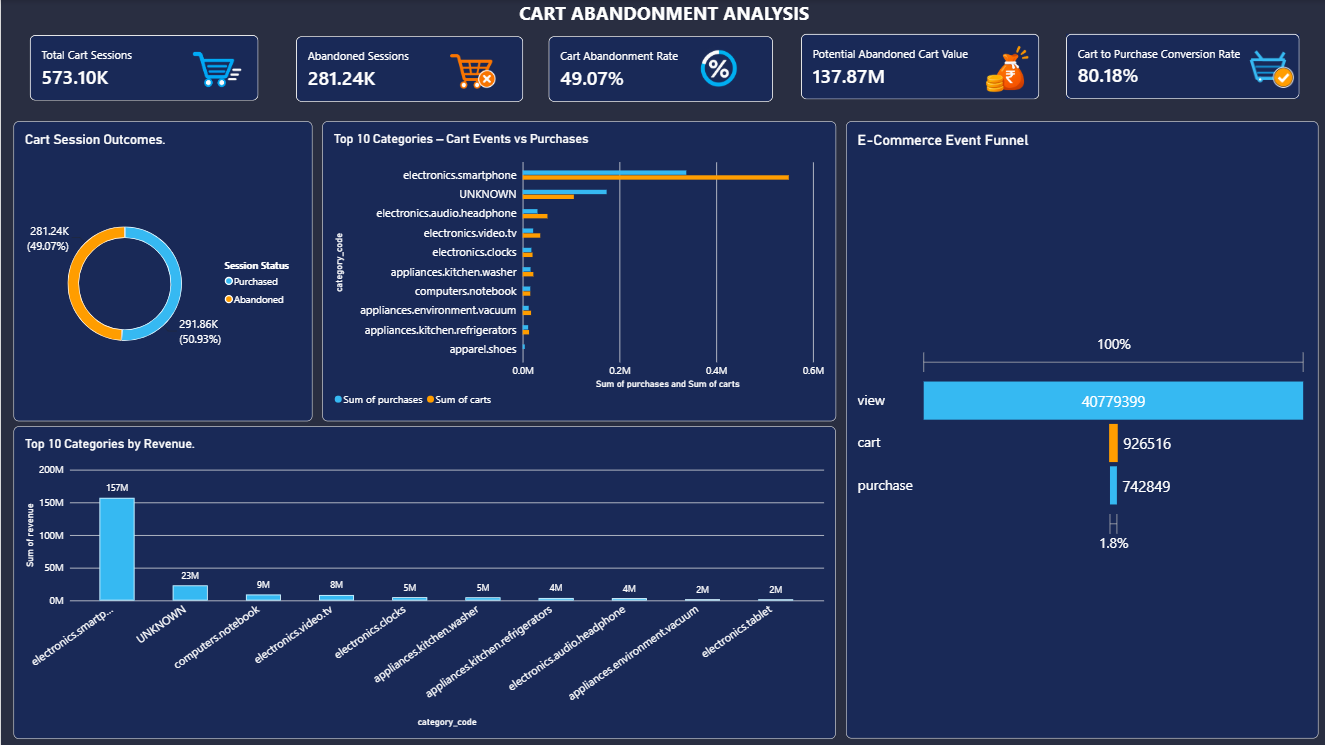 CART ABANDONMENT ANALYSIS
Total Cart Sessions
573.10K
Abandoned Sessions
281.24K
Cart Abandonment Rate
49.07%
%
Potential Abandoned Cart Value
137.87M
₹
Cart to Purchase Conversion Rate
80.18%
Cart Session Outcomes.
281.24K
(49.07%)
291.86K
(50.93%)
Session Status
Purchased
Abandoned
Top 10 Categories – Cart Events vs Purchases
category_code
electronics.smartphone
UNKNOWN
electronics.audio.headphone
electronics.video.tv
electronics.clocks
appliances.kitchen.washer
computers.notebook
appliances.environment.vacuum
appliances.kitchen.refrigerators
apparel.shoes
0.0M 0.2M 0.4M 0.6M
Sum of purchases and Sum of carts
Sum of purchases Sum of carts
E-Commerce Event Funnel
100%
view 40779399
cart 926516
purchase 742849
1.8%
Top 10 Categories by Revenue.
Sum of revenue
200M
150M
100M
50M
0M
157M 23M 9M 8M 5M 5M 4M 4M 2M 2M
electronics.smartp...
UNKNOWN
computers.notebook
electronics.video.tv
electronics.clocks
appliances.kitchen.washer
appliances.kitchen.refrigerators
electronics.audio.headphone
appliances.environment.vacuum
electronics.tablet
category_code